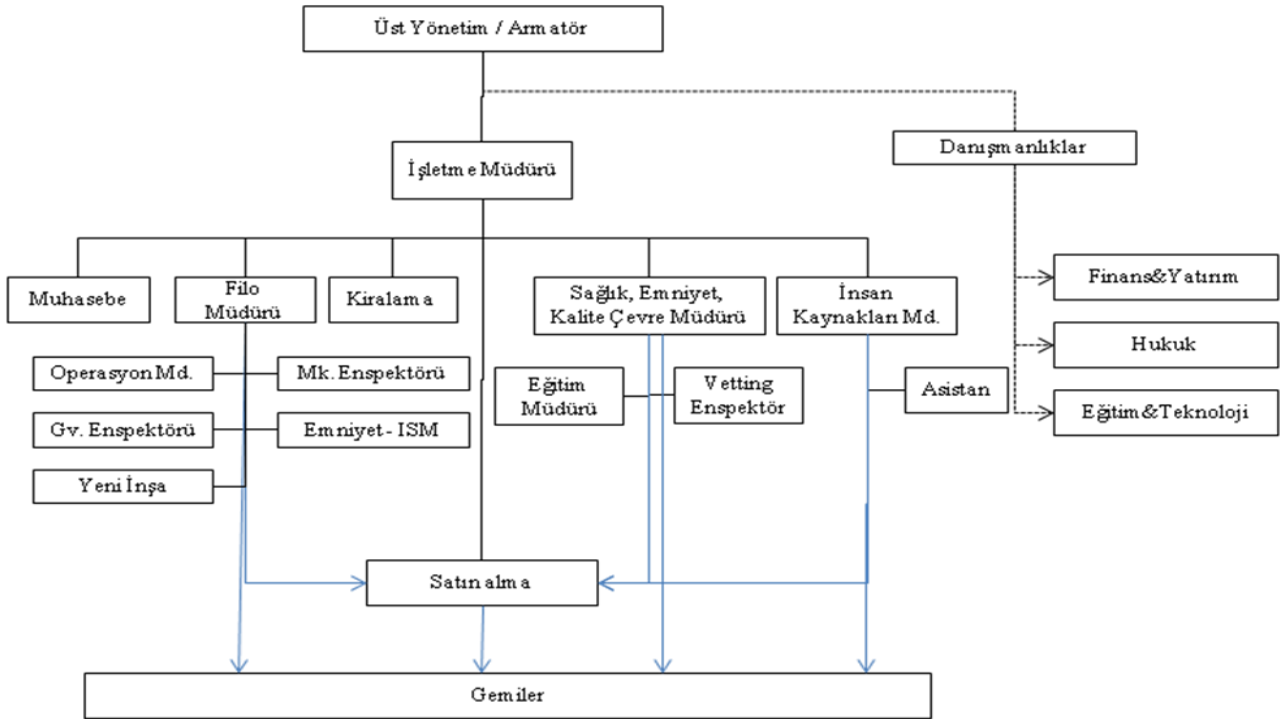 Üst Yönetim / Armatör
İşletme Müdürü
Danışmanlıklar
Muhasebe
Filo
Müdürü
Kiralama
Sağlık, Emniyet,
Kalite Çevre Müdürü
İnsan
Kaynakları Md.
Finans&Yatırım
Hukuk
Eğitim&Teknoloji
Operasyon Md.
Mk. Enspektörü
Eğitim
Müdürü
Vetting
Enspektör
Asistan
Gv. Enspektörü
Emniyet- ISM
Yeni İnşa
Satınalma
Gemiler